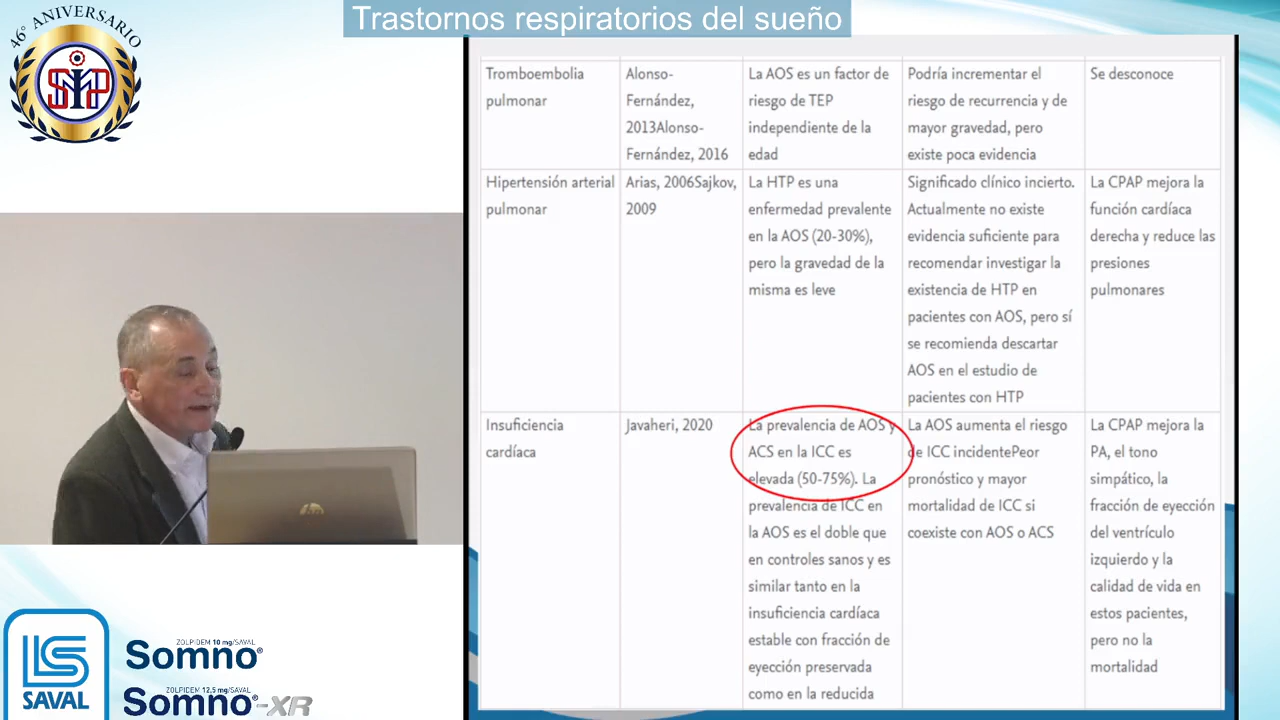 Trastornos respiratorios del sueño
46° ANIVERSARIO
Tromboembolia
pulmonar
Alonso-
Fernández,
2013Alonso-
Fernández, 2016
La AOS es un factor de
riesgo de TEP
independiente de la
edad
Podría incrementar el
riesgo de recurrencia y de
mayor gravedad, pero
existe poca evidencia
Se desconoce
Hipertensión arterial
pulmonar
Arias, 2006Sajkov,
2009
La HTP es una
enfermedad prevalente
en la AOS (20-30%),
pero la gravedad de la
misma es leve
Significado clínico incierto.
Actualmente no existe
evidencia suficiente para
recomendar investigar la
existencia de HTP en
pacientes con AOS, pero sí
se recomienda descartar
AOS en el estudio de
pacientes con HTP
La CPAP mejora la
función cardíaca
derecha y reduce las
presiones
pulmonares
Insuficiencia
cardíaca
Javaheri, 2020
La prevalencia de AOS y
ACS en la ICC es
elevada (50-75%). La
prevalencia de ICC en
la AOS es el doble que
en controles sanos y es
similar tanto en la
insuficiencia cardíaca
estable con fracción de
eyección preservada
como en la reducida
La AOS aumenta el riesgo
de ICC incidentePeor
pronóstico y mayor
mortalidad de ICC si
coexiste con AOS o ACS
La CPAP mejora la
PA, el tono
simpático, la
fracción de eyección
del ventrículo
izquierdo y la
calidad de vida en
estos pacientes,
pero no la
mortalidad
hp
SAVAL
ZOLPIDEM 10 mg/SAVAL
Somno®
ZOLPIDEM 12,5 mg/SAVAL
Somno®-XR